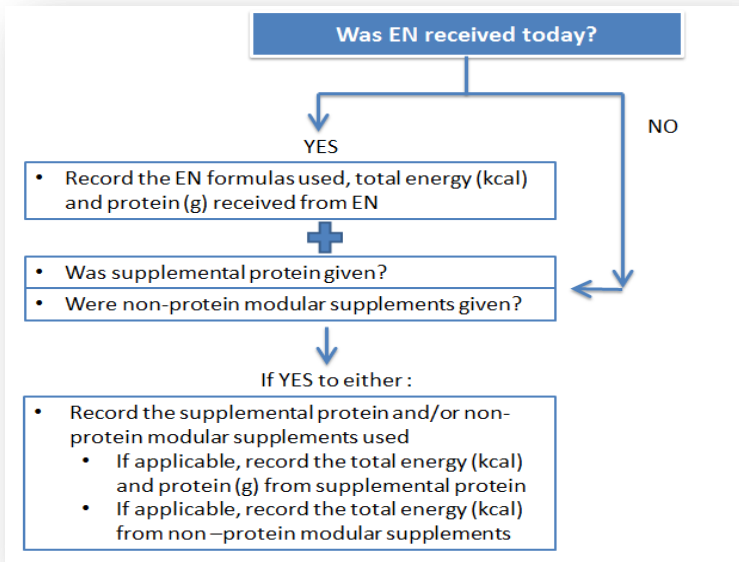 Was EN received today?
NO
YES
• Record the EN formulas used, total energy (kcal)
and protein (g) received from EN
• Was supplemental protein given?
• Were non-protein modular supplements given?
If YES to either :
• Record the supplemental protein and/or non-
protein modular supplements used
• If applicable, record the total energy (kcal)
and protein (g) from supplemental protein
• If applicable, record the total energy (kcal)
from non –protein modular supplements